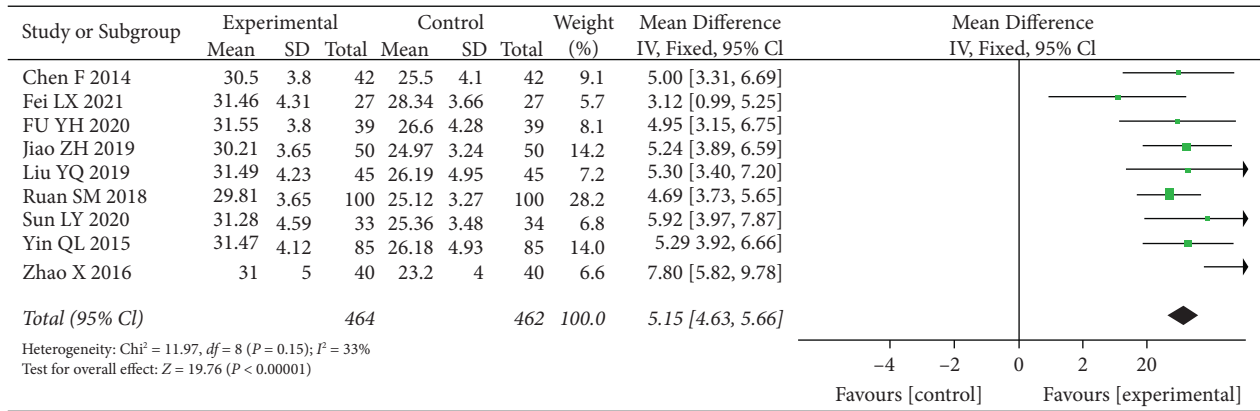 Study or Subgroup Experimental Control Weight Mean Difference Mean Difference
Mean SD Total Mean SD Total (%) IV, Fixed, 95% Cl IV, Fixed, 95% Cl
Chen F 2014 30.5 3.8 42 25.5 4.1 42 9.1 5.00 [3.31, 6.69]
Fei LX 2021 31.46 4.31 27 28.34 3.66 27 5.7 3.12 [0.99, 5.25]
FU YH 2020 31.55 3.8 39 26.6 4.28 39 8.1 4.95 [3.15, 6.75]
Jiao ZH 2019 30.21 3.65 50 24.97 3.24 50 14.2 5.24 [3.89, 6.59]
Liu YQ 2019 31.49 4.23 45 26.19 4.95 45 7.2 5.30 [3.40, 7.20]
Ruan SM 2018 29.81 3.65 100 25.12 3.27 100 28.2 4.69 [3.73, 5.65]
Sun LY 2020 31.28 4.59 33 25.36 3.48 34 6.8 5.92 [3.97, 7.87]
Yin QL 2015 31.47 4.12 85 26.18 4.93 85 14.0 5.29 3.92, 6.66]
Zhao X 2016 31 5 40 23.2 4 40 6.6 7.80 [5.82, 9.78]
Total (95% Cl) 464 462 100.0 5.15 [4.63, 5.66]
Heterogeneity: Chi² = 11.97, df = 8 (P = 0.15); I² = 33%
Test for overall effect: Z = 19.76 (P < 0.00001)
−4 −2 0 2 20
Favours [control] Favours [experimental]